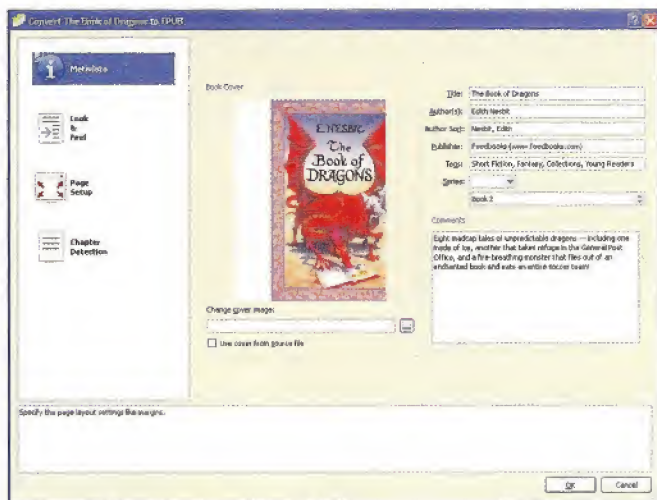 Convert The Book of Dragons to EPUB
Metadata
Look
&
Feel
Page
Setup
Chapter
Detection
Book Cover
E. NESBIT
The
Book of
DRAGONS
Change cover image:
Use cover from source file
Title: The Book of Dragons
Author(s): Edith Nesbit
Author Sort: Nesbit, Edith
Publisher: Feedbooks (www.feedbooks.com)
Tags: Short Fiction, Fantasy, Collections, Young Readers
Series:
Book 2
Comments
Eight madcap tales of unpredictable dragons — including one
made of ice, another that takes refuge in the General Post
Office, and a fire-breathing monster that flies out of an
enchanted book and eats an entire soccer team!
Specify the page layout settings like margins.
OK
Cancel